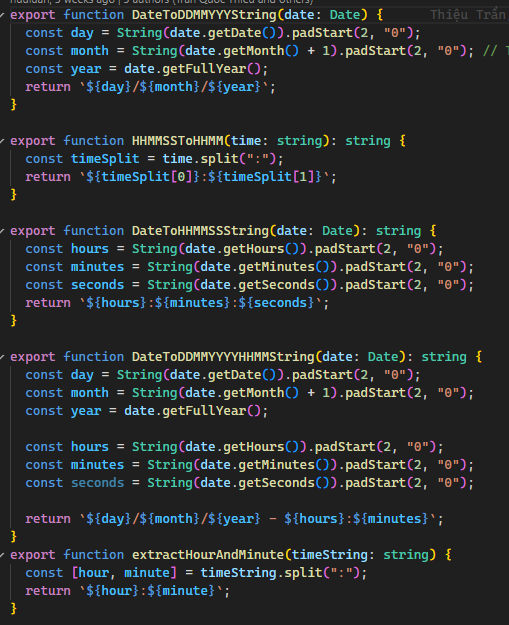 3 weeks ago | 3 authors (Tran Quoc Thieu and others)
export function DateToDDMMYYYString(date: Date) { Thiệu Trần
const day = String(date.getDate()).padStart(2, "0");
const month = String(date.getMonth() + 1).padStart(2, "0"); //
const year = date.getFullYear();
return `${day}/${month}/${year}`;
}
export function HHMMSSToHHMM(time: string): string {
const timeSplit = time.split(":");
return `${timeSplit[0]}:${timeSplit[1]}`;
}
export function DateToHHMMSSString(date: Date): string {
const hours = String(date.getHours()).padStart(2, "0");
const minutes = String(date.getMinutes()).padStart(2, "0");
const seconds = String(date.getSeconds()).padStart(2, "0");
return `${hours}:${minutes}:${seconds}`;
}
export function DateToDDMMYYYYHHMMString(date: Date): string {
const day = String(date.getDate()).padStart(2, "0");
const month = String(date.getMonth() + 1).padStart(2, "0");
const year = date.getFullYear();
const hours = String(date.getHours()).padStart(2, "0");
const minutes = String(date.getMinutes()).padStart(2, "0");
const seconds = String(date.getSeconds()).padStart(2, "0");
return `${day}/${month}/${year} - ${hours}:${minutes}`;
}
export function extractHourAndMinute(timeString: string) {
const [hour, minute] = timeString.split(":");
return `${hour}:${minute}`;
}